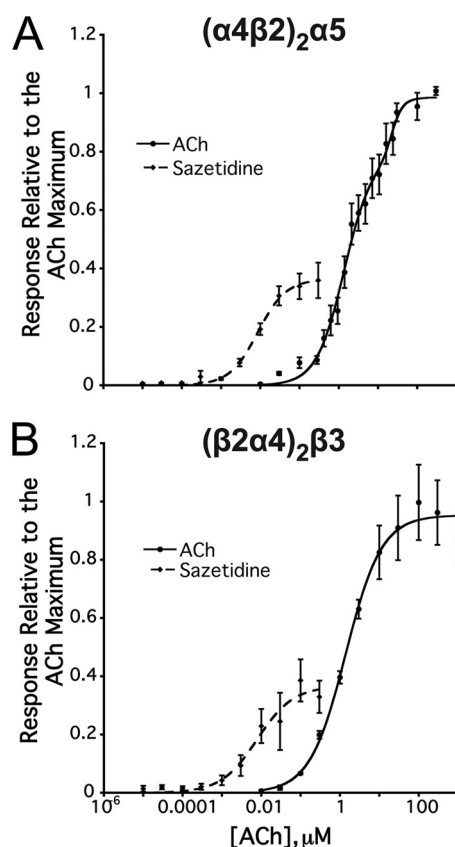 A
(α4β2)₂α5
Response Relative to the
ACh Maximum
1.2
1
0.8
0.6
0.4
0.2
0
ACh
Sazetidine
B
(β2α4)₂β3
Response Relative to the
ACh Maximum
1.2
1
0.8
0.6
0.4
0.2
0
ACh
Sazetidine
10⁶ 0.0001 0.01 1 100
[ACh], μM